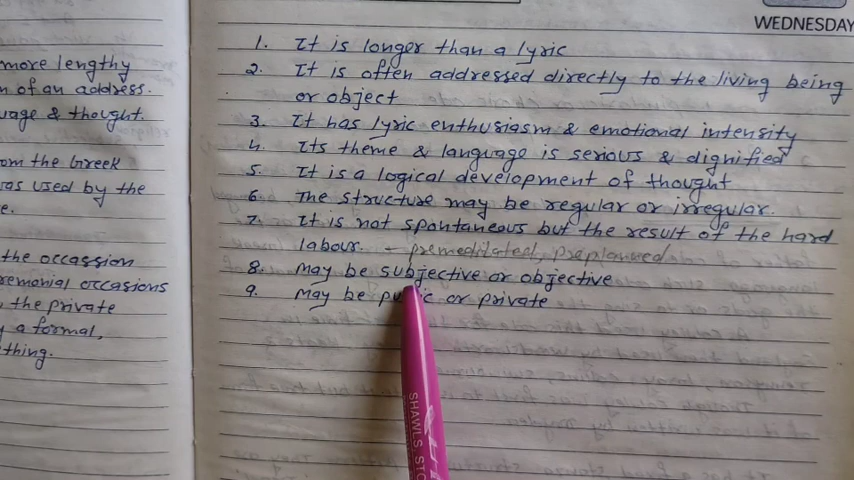 more lengthy
of an address.
uage & thought.
om the Greek
as used by the
e.
the occassion
remonial occasions
the private
a formal,
thing.
WEDNESDAY
1. It is longer than a lyric
2. It is often addressed directly to the living being
or object
3. It has lyric enthusiasm & emotional intensity
4. Its theme & language is serious & dignified
5. It is a logical development of thought
6. The structure may be regular or irregular.
7. It is not spontaneous but the result of the hard
labour. - premeditated, preplanned
8. May be subjective or objective
9. May be public or private
SHAWLS, STO